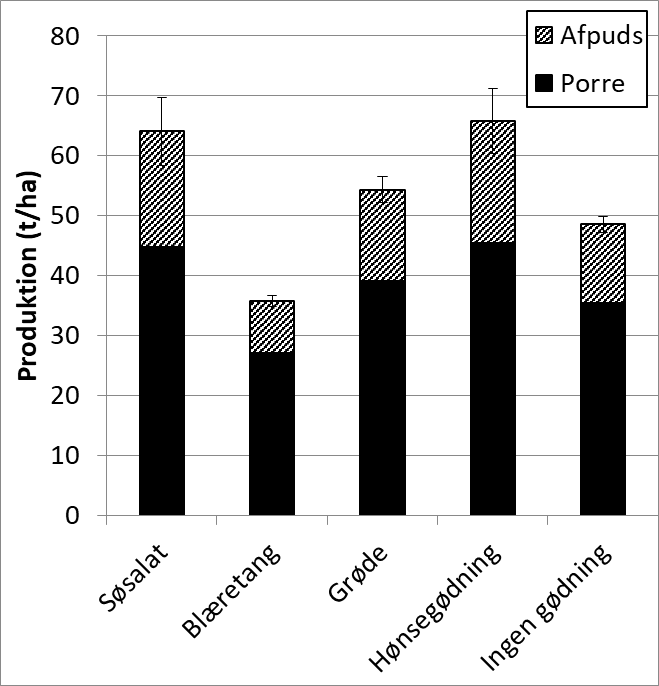 Afpuds
Porre
Produktion (t/ha)
80
70
60
50
40
30
20
10
0
Søsalat
Blæretang
Grøde
Hønsegødning
Ingen gødning